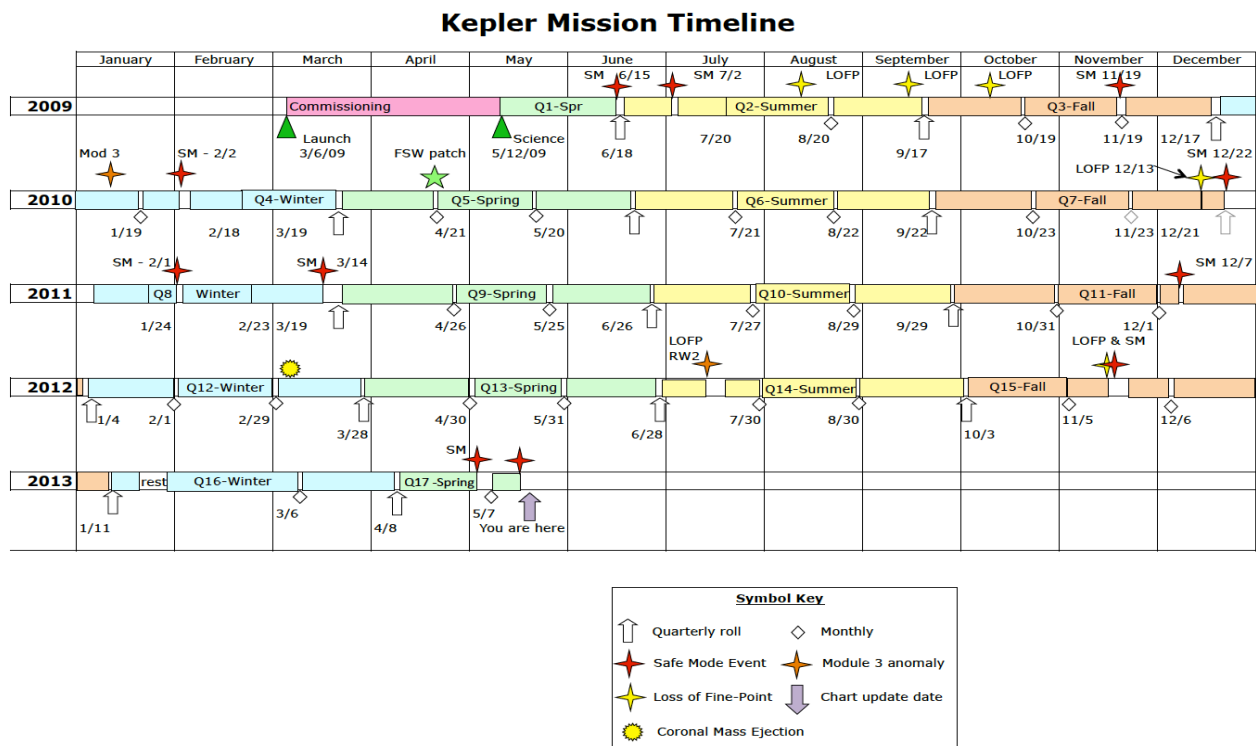 Kepler Mission Timeline
January February March April May June July August September October November December
SM 6/15 SM 7/2 LOFP LOFP LOFP SM 11/19
2009 Commissioning Q1-Spr Q2-Summer Q3-Fall
Launch Science 7/20 8/20 10/19 11/19 12/17
3/6/09 5/12/09 6/18 9/17
Mod 3 SM - 2/2 FSW patch SM 12/22
LOFP 12/13
2010 Q4-Winter Q5-Spring Q6-Summer Q7-Fall
1/19 2/18 3/19 4/21 5/20 7/21 8/22 9/22 10/23 11/23 12/21
SM - 2/1 SM 3/14 SM 12/7
2011 Q8 Winter Q9-Spring Q10-Summer Q11-Fall
1/24 2/23 3/19 4/26 5/25 6/26 7/27 8/29 9/29 10/31 12/1
LOFP LOFP & SM
RW2
2012 Q12-Winter Q13-Spring Q14-Summer Q15-Fall
1/4 2/1 2/29 3/28 4/30 5/31 6/28 7/30 8/30 10/3 11/5 12/6
SM
2013 rest Q16-Winter Q17 -Spring
1/11 3/6 4/8 5/7
You are here
Symbol Key
Quarterly roll Monthly
Safe Mode Event Module 3 anomaly
Loss of Fine-Point Chart update date
Coronal Mass Ejection